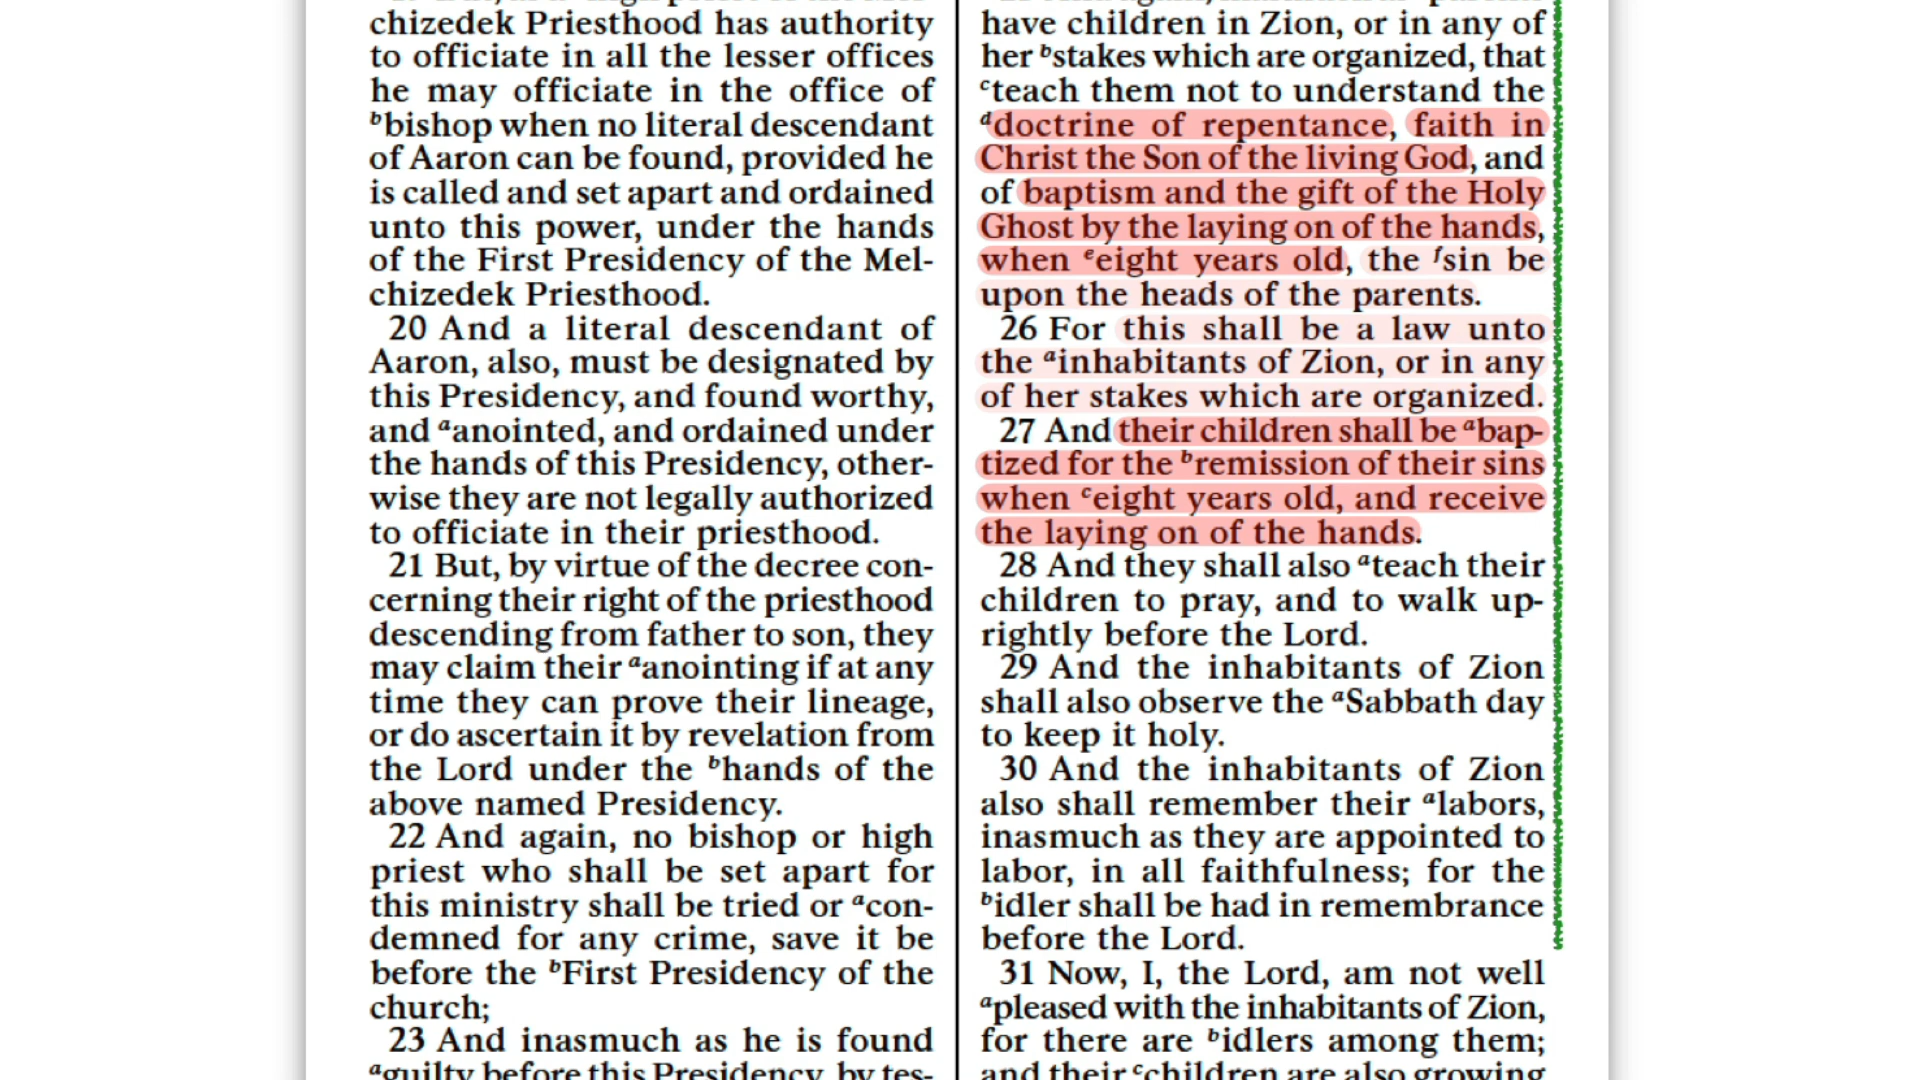 chizedek Priesthood has authority
to officiate in all the lesser offices
he may officiate in the office of
bbishop when no literal descendant
of Aaron can be found, provided he
is called and set apart and ordained
unto this power, under the hands
of the First Presidency of the Mel-
chizedek Priesthood.
20 And a literal descendant of
Aaron, also, must be designated by
this Presidency, and found worthy,
and aanointed, and ordained under
the hands of this Presidency, other-
wise they are not legally authorized
to officiate in their priesthood.
21 But, by virtue of the decree con-
cerning their right of the priesthood
descending from father to son, they
may claim their aanointing if at any
time they can prove their lineage,
or do ascertain it by revelation from
the Lord under the bhands of the
above named Presidency.
22 And again, no bishop or high
priest who shall be set apart for
this ministry shall be tried or acon-
demned for any crime, save it be
before the bFirst Presidency of the
church;
23 And inasmuch as he is found
aguilty before this Presidency, by tes-
have children in Zion, or in any of
her bstakes which are organized, that
cteach them not to understand the
ddoctrine of repentance, faith in
Christ the Son of the living God, and
of baptism and the gift of the Holy
Ghost by the laying on of the hands,
when eeight years old, the fsin be
upon the heads of the parents.
26 For this shall be a law unto
the ainhabitants of Zion, or in any
of her stakes which are organized.
27 And their children shall be abap-
tized for the bremission of their sins
when ceight years old, and receive
the laying on of the hands.
28 And they shall also ateach their
children to pray, and to walk up-
rightly before the Lord.
29 And the inhabitants of Zion
shall also observe the aSabbath day
to keep it holy.
30 And the inhabitants of Zion
also shall remember their alabors,
inasmuch as they are appointed to
labor, in all faithfulness; for the
bidler shall be had in remembrance
before the Lord.
31 Now, I, the Lord, am not well
apleased with the inhabitants of Zion,
for there are bidlers among them;
and their cchildren are also growing